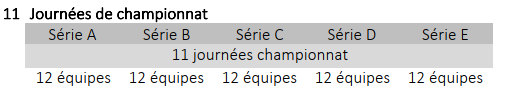 11 Journées de championnat
Série A Série B Série C Série D Série E
11 journées championnat
12 équipes 12 équipes 12 équipes 12 équipes 12 équipes